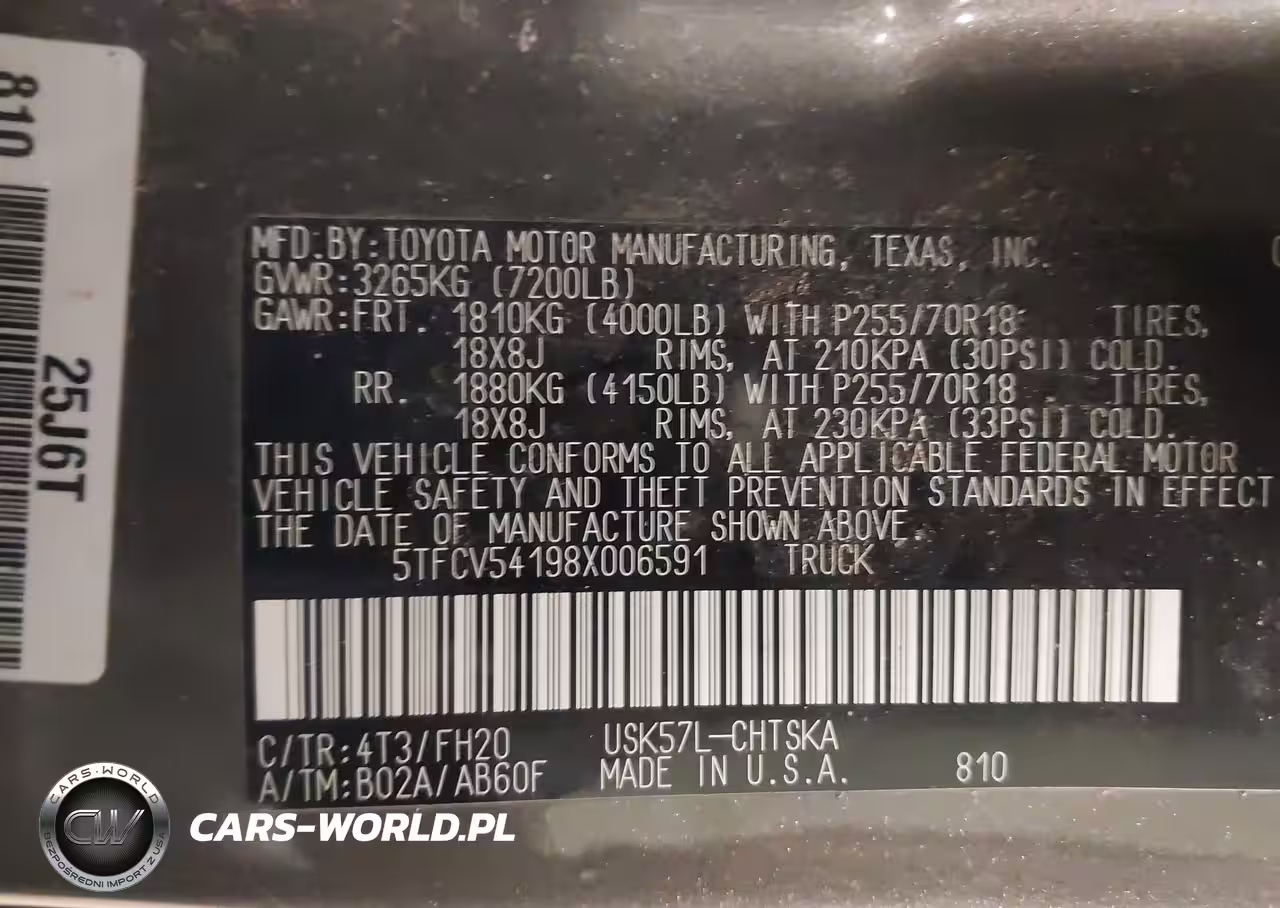 810
25J6T
MFD.BY:TOYOTA MOTOR MANUFACTURING, TEXAS, INC.
GVWR:3265KG (7200LB)
GAWR:FRT. 1810KG (4000LB) WITH P255/70R18 TIRES,
18X8J RIMS, AT 210KPA (30PSI) COLD.
RR. 1880KG (4150LB) WITH P255/70R18 TIRES,
18X8J RIMS, AT 230KPA (33PSI) COLD.
THIS VEHICLE CONFORMS TO ALL APPLICABLE FEDERAL MOTOR
VEHICLE SAFETY AND THEFT PREVENTION STANDARDS IN EFFECT
THE DATE OF MANUFACTURE SHOWN ABOVE.
5TFCV54198X006591 TRUCK
C/TR:4T3/FH20 USK57L-CHTSKA
A/TM:B02A/AB60F MADE IN U.S.A. 810
CARS-WORLD
CW
BEZPOŚREDNI IMPORT Z USA
CARS-WORLD.PL